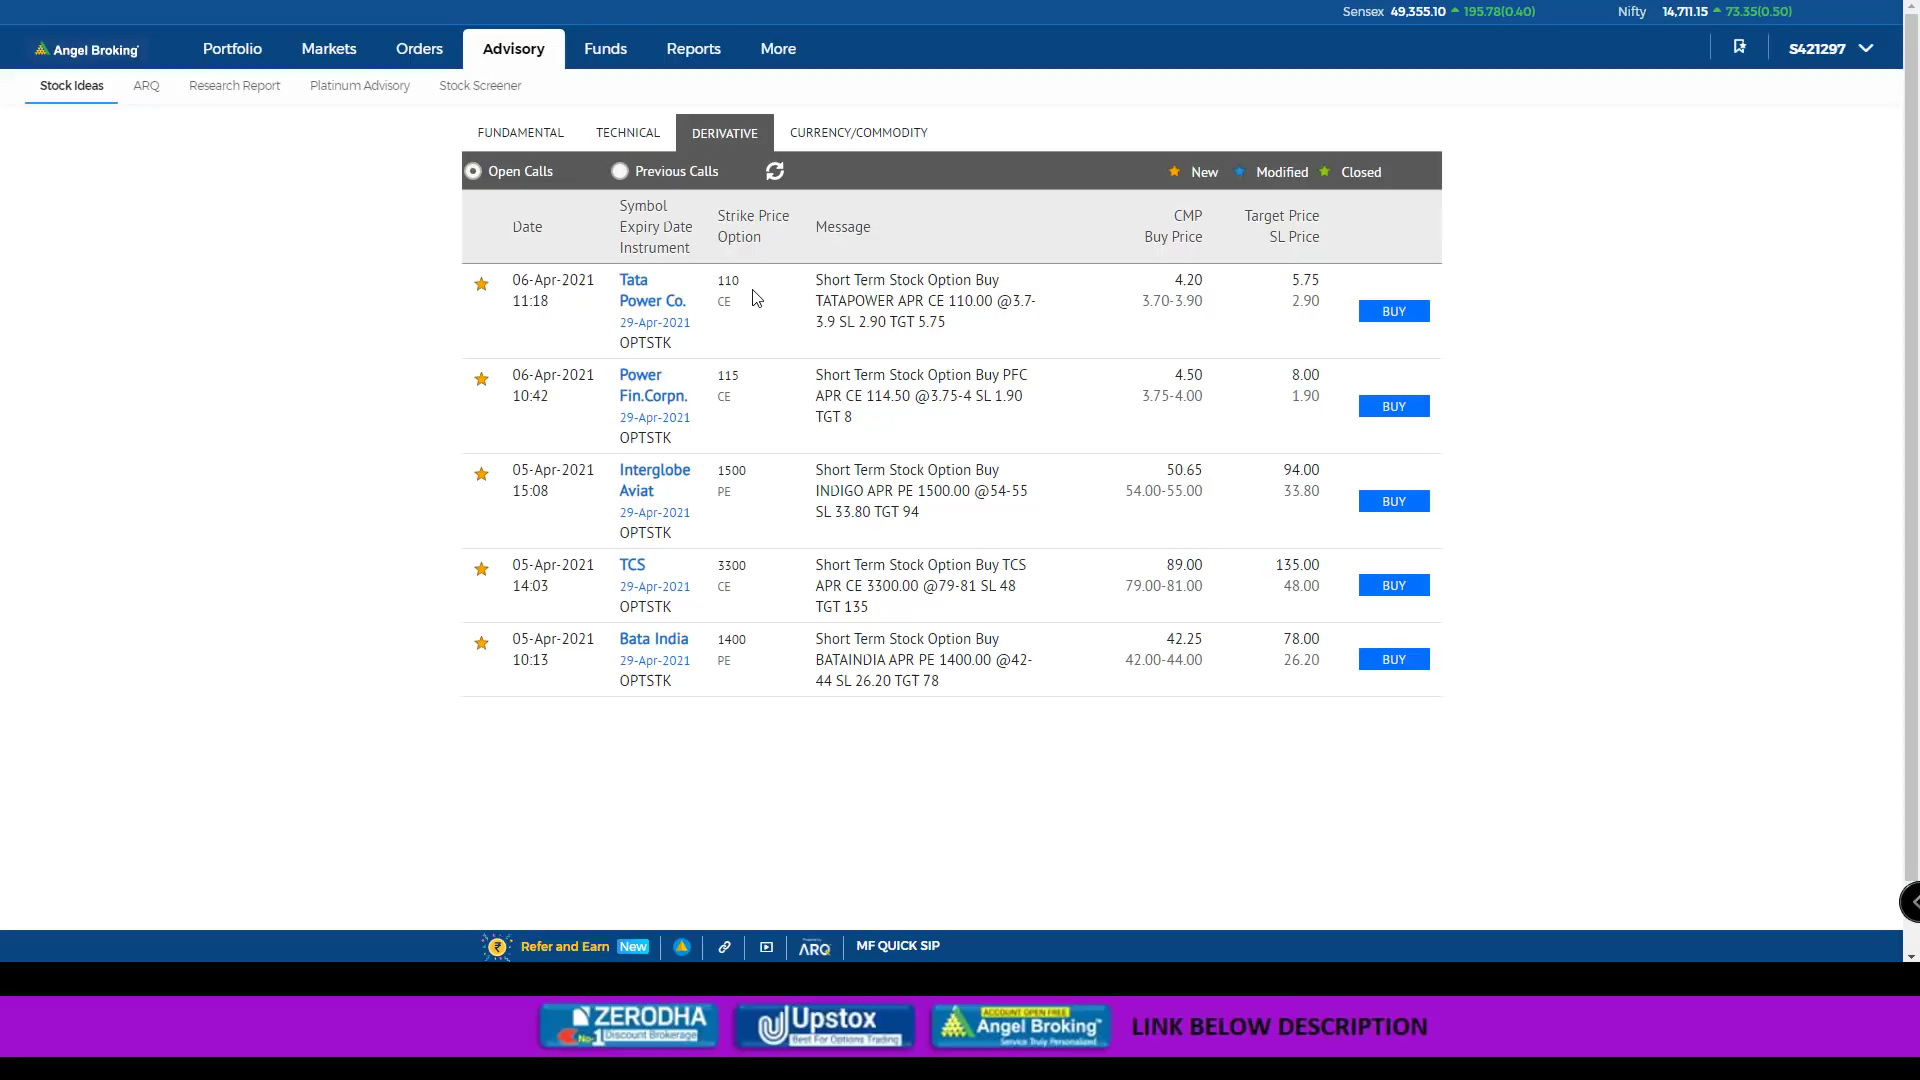 Sensex 49,355.10 195.78(0.40) Nifty 14,711.15 73.35(0.50)
Angel Broking Portfolio Markets Orders Advisory Funds Reports More S421297
Stock Ideas ARQ Research Report Platinum Advisory Stock Screener
FUNDAMENTAL TECHNICAL DERIVATIVE CURRENCY/COMMODITY
Open Calls Previous Calls New Modified Closed
Date Symbol Expiry Date Instrument Strike Price Option Message CMP Buy Price Target Price SL Price
06-Apr-2021 Tata 110 Short Term Stock Option Buy 4.20 5.75
11:18 Power Co. CE TATAPOWER APR CE 110.00 @3.7- 3.70-3.90 2.90 BUY
29-Apr-2021 3.9 SL 2.90 TGT 5.75
OPTSTK
06-Apr-2021 Power 115 Short Term Stock Option Buy PFC 4.50 8.00
10:42 Fin.Corpn. CE APR CE 114.50 @3.75-4 SL 1.90 3.75-4.00 1.90 BUY
29-Apr-2021 TGT 8
OPTSTK
05-Apr-2021 Interglobe 1500 Short Term Stock Option Buy 50.65 94.00
15:08 Aviat PE INDIGO APR PE 1500.00 @54-55 54.00-55.00 33.80 BUY
29-Apr-2021 SL 33.80 TGT 94
OPTSTK
05-Apr-2021 TCS 3300 Short Term Stock Option Buy TCS 89.00 135.00
14:03 29-Apr-2021 CE APR CE 3300.00 @79-81 SL 48 79.00-81.00 48.00 BUY
OPTSTK TGT 135
05-Apr-2021 Bata India 1400 Short Term Stock Option Buy 42.25 78.00
10:13 29-Apr-2021 PE BATAINDIA APR PE 1400.00 @42- 42.00-44.00 26.20 BUY
OPTSTK 44 SL 26.20 TGT 78
₹ Refer and Earn New ARQ MF QUICK SIP
ZERODHA
No-1 Discount Brokerage
Upstox
Best For Options Trading
ACCOUNT OPEN FREE
Angel Broking™
Service Truly Personalized
LINK BELOW DESCRIPTION